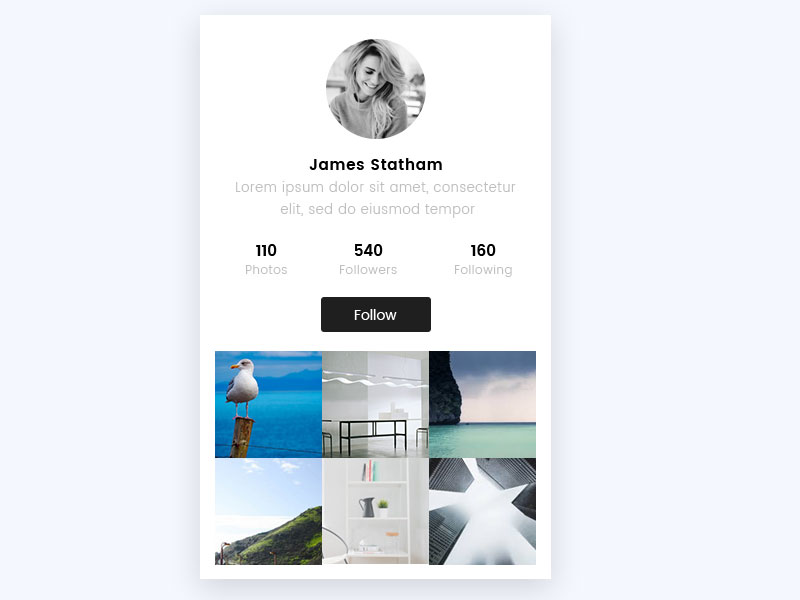 James Statham
Lorem ipsum dolor sit amet, consectetur
elit, sed do eiusmod tempor
110 540 160
Photos Followers Following
Follow